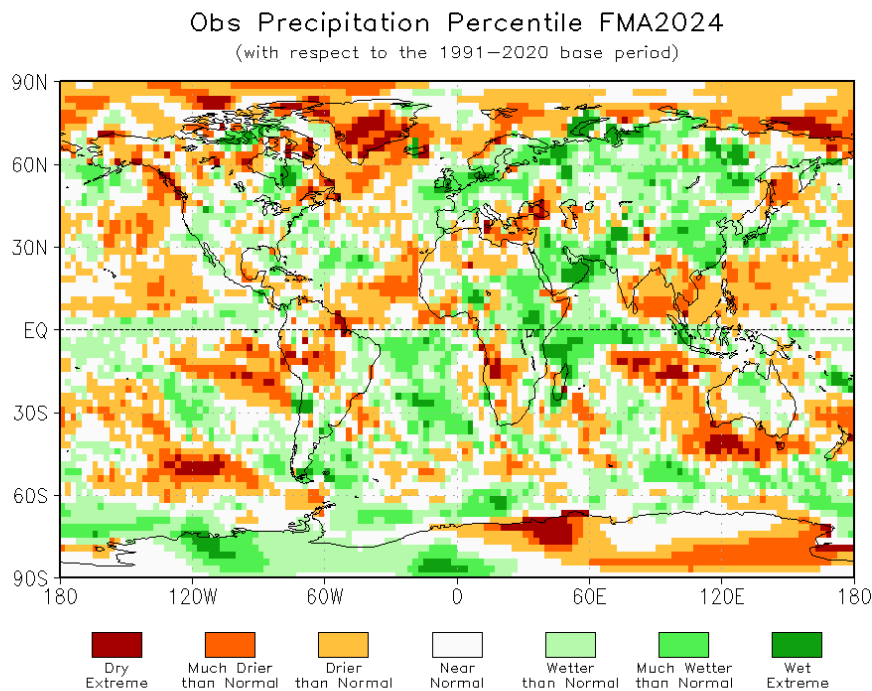 Obs Precipitation Percentile FMA2024
(with respect to the 1991–2020 base period)
90N
60N
30N
EQ
30S
60S
90S
180 120W 60W 0 60E 120E 180
Dry Extreme
Much Drier than Normal
Drier than Normal
Near Normal
Wetter than Normal
Much Wetter than Normal
Wet Extreme